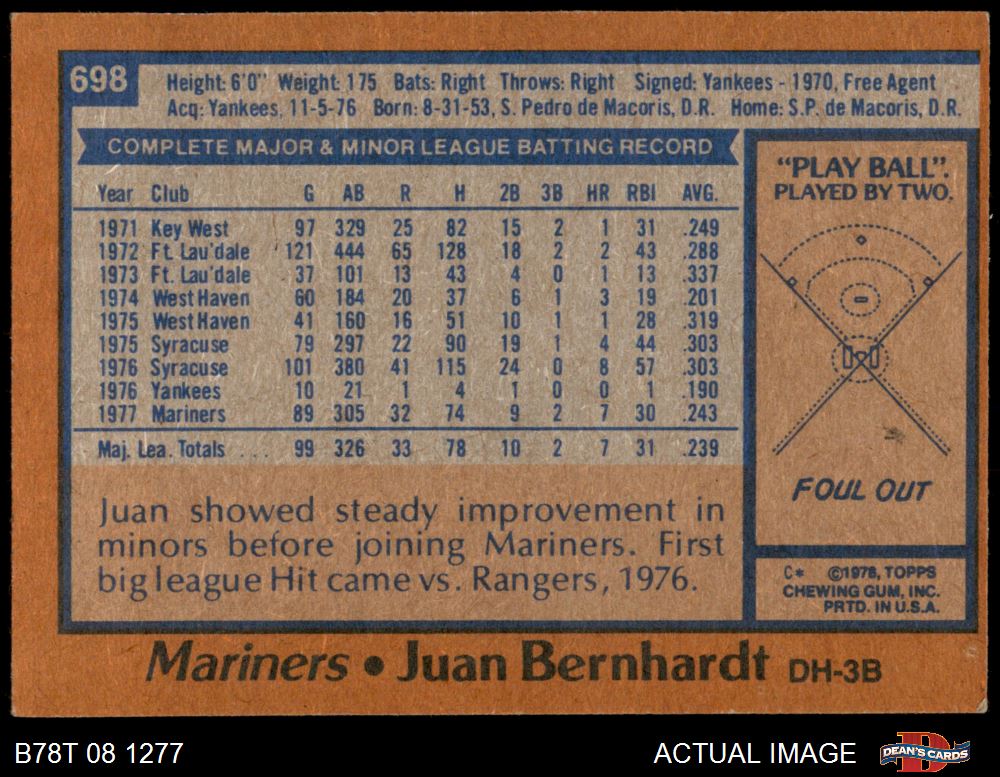 698
Height: 6'0" Weight: 175 Bats: Right Throws: Right Signed: Yankees - 1970, Free Agent
Acq: Yankees, 11-5-76 Born: 8-31-53, S. Pedro de Macoris, D.R. Home: S.P. de Macoris, D.R.
COMPLETE MAJOR & MINOR LEAGUE BATTING RECORD
Year Club G AB R H 2B 3B HR RBI AVG.
1971 Key West 97 329 25 82 15 2 1 31 .249
1972 Ft. Lau'dale 121 444 65 128 18 2 2 43 .288
1973 Ft. Lau'dale 37 101 13 43 4 0 1 13 .337
1974 West Haven 60 184 20 37 6 1 3 19 .201
1975 West Haven 41 160 16 51 10 1 1 28 .319
1975 Syracuse 79 297 22 90 19 1 4 44 .303
1976 Syracuse 101 380 41 115 24 0 8 57 .303
1976 Yankees 10 21 1 4 1 0 0 1 .190
1977 Mariners 89 305 32 74 9 2 7 30 .243
Maj. Lea. Totals . . . 99 326 33 78 10 2 7 31 .239
Juan showed steady improvement in
minors before joining Mariners. First
big league Hit came vs. Rangers, 1976.
"PLAY BALL".
PLAYED BY TWO.
FOUL OUT
C* ©1978, TOPPS
CHEWING GUM, INC.
PRTD. IN U.S.A.
Mariners • Juan Bernhardt DH-3B
B78T 08 1277
ACTUAL IMAGE
D
DEAN'S CARDS